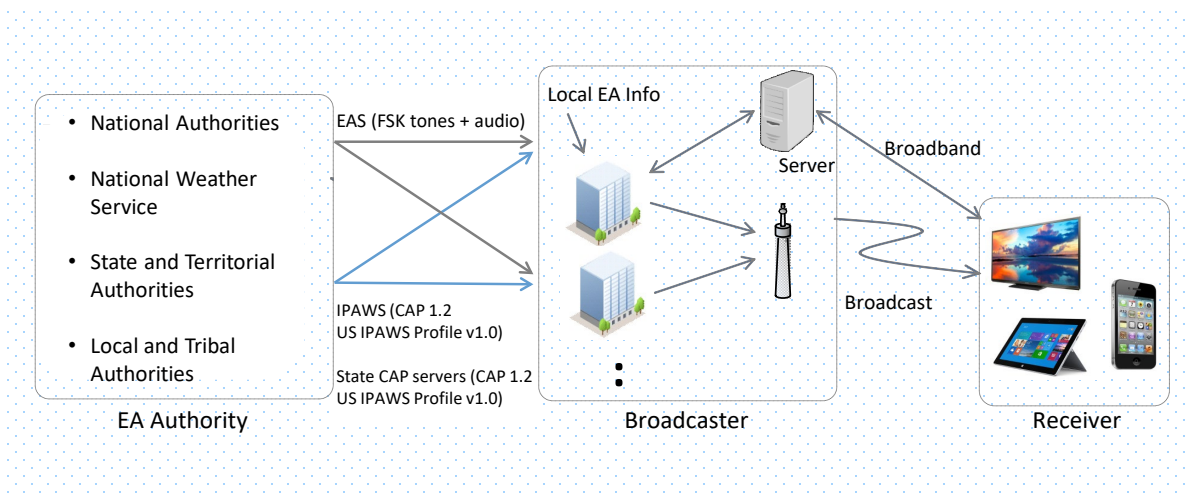 • National Authorities
• National Weather
Service
• State and Territorial
Authorities
• Local and Tribal
Authorities
EA Authority
EAS (FSK tones + audio)
IPAWS (CAP 1.2
US IPAWS Profile v1.0)
State CAP servers (CAP 1.2
US IPAWS Profile v1.0)
Local EA Info
Server
:
Broadcaster
Broadband
Broadcast
Receiver